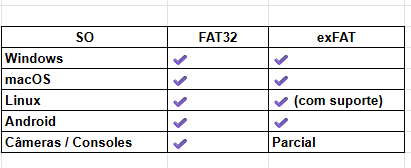 SO FAT32 exFAT
Windows ✔ ✔
macOS ✔ ✔
Linux ✔ ✔ (com suporte)
Android ✔ ✔
Câmeras / Consoles ✔ Parcial